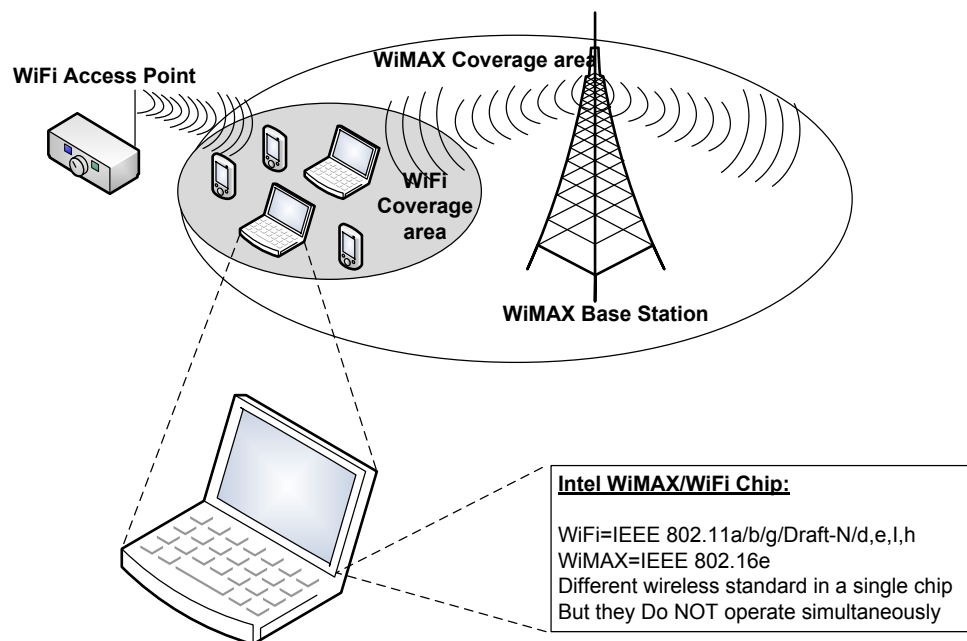 WiMAX Coverage area
WiFi Access Point
WiFi
Coverage
area
WiMAX Base Station
Intel WiMAX/WiFi Chip:
WiFi=IEEE 802.11a/b/g/Draft-N/d,e,I,h
WiMAX=IEEE 802.16e
Different wireless standard in a single chip
But they Do NOT operate simultaneously